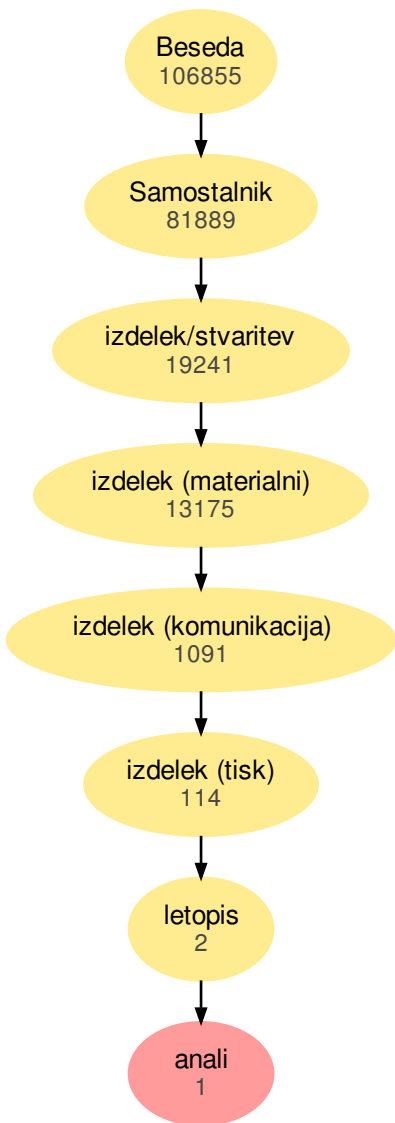 Beseda
106855
Samostalnik
81889
izdelek/stvaritev
19241
izdelek (materialni)
13175
izdelek (komunikacija)
1091
izdelek (tisk)
114
letopis
2
anali
1